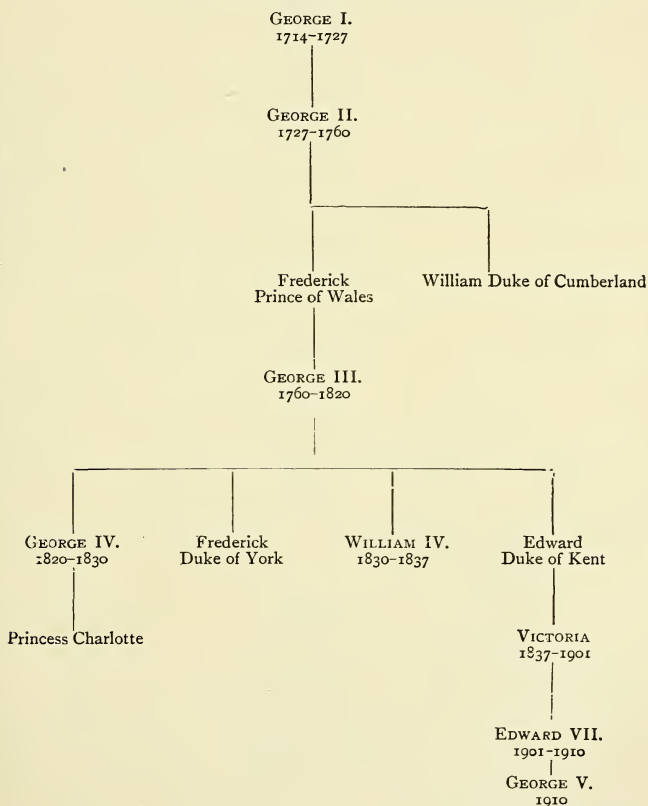 GEORGE I.
1714-1727
GEORGE II.
1727-1760
Frederick
Prince of Wales
William Duke of Cumberland
GEORGE III.
1760-1820
GEORGE IV.
1820-1830
Frederick
Duke of York
WILLIAM IV.
1830-1837
Edward
Duke of Kent
Princess Charlotte
VICTORIA
1837-1901
EDWARD VII.
1901-1910
GEORGE V.
1910